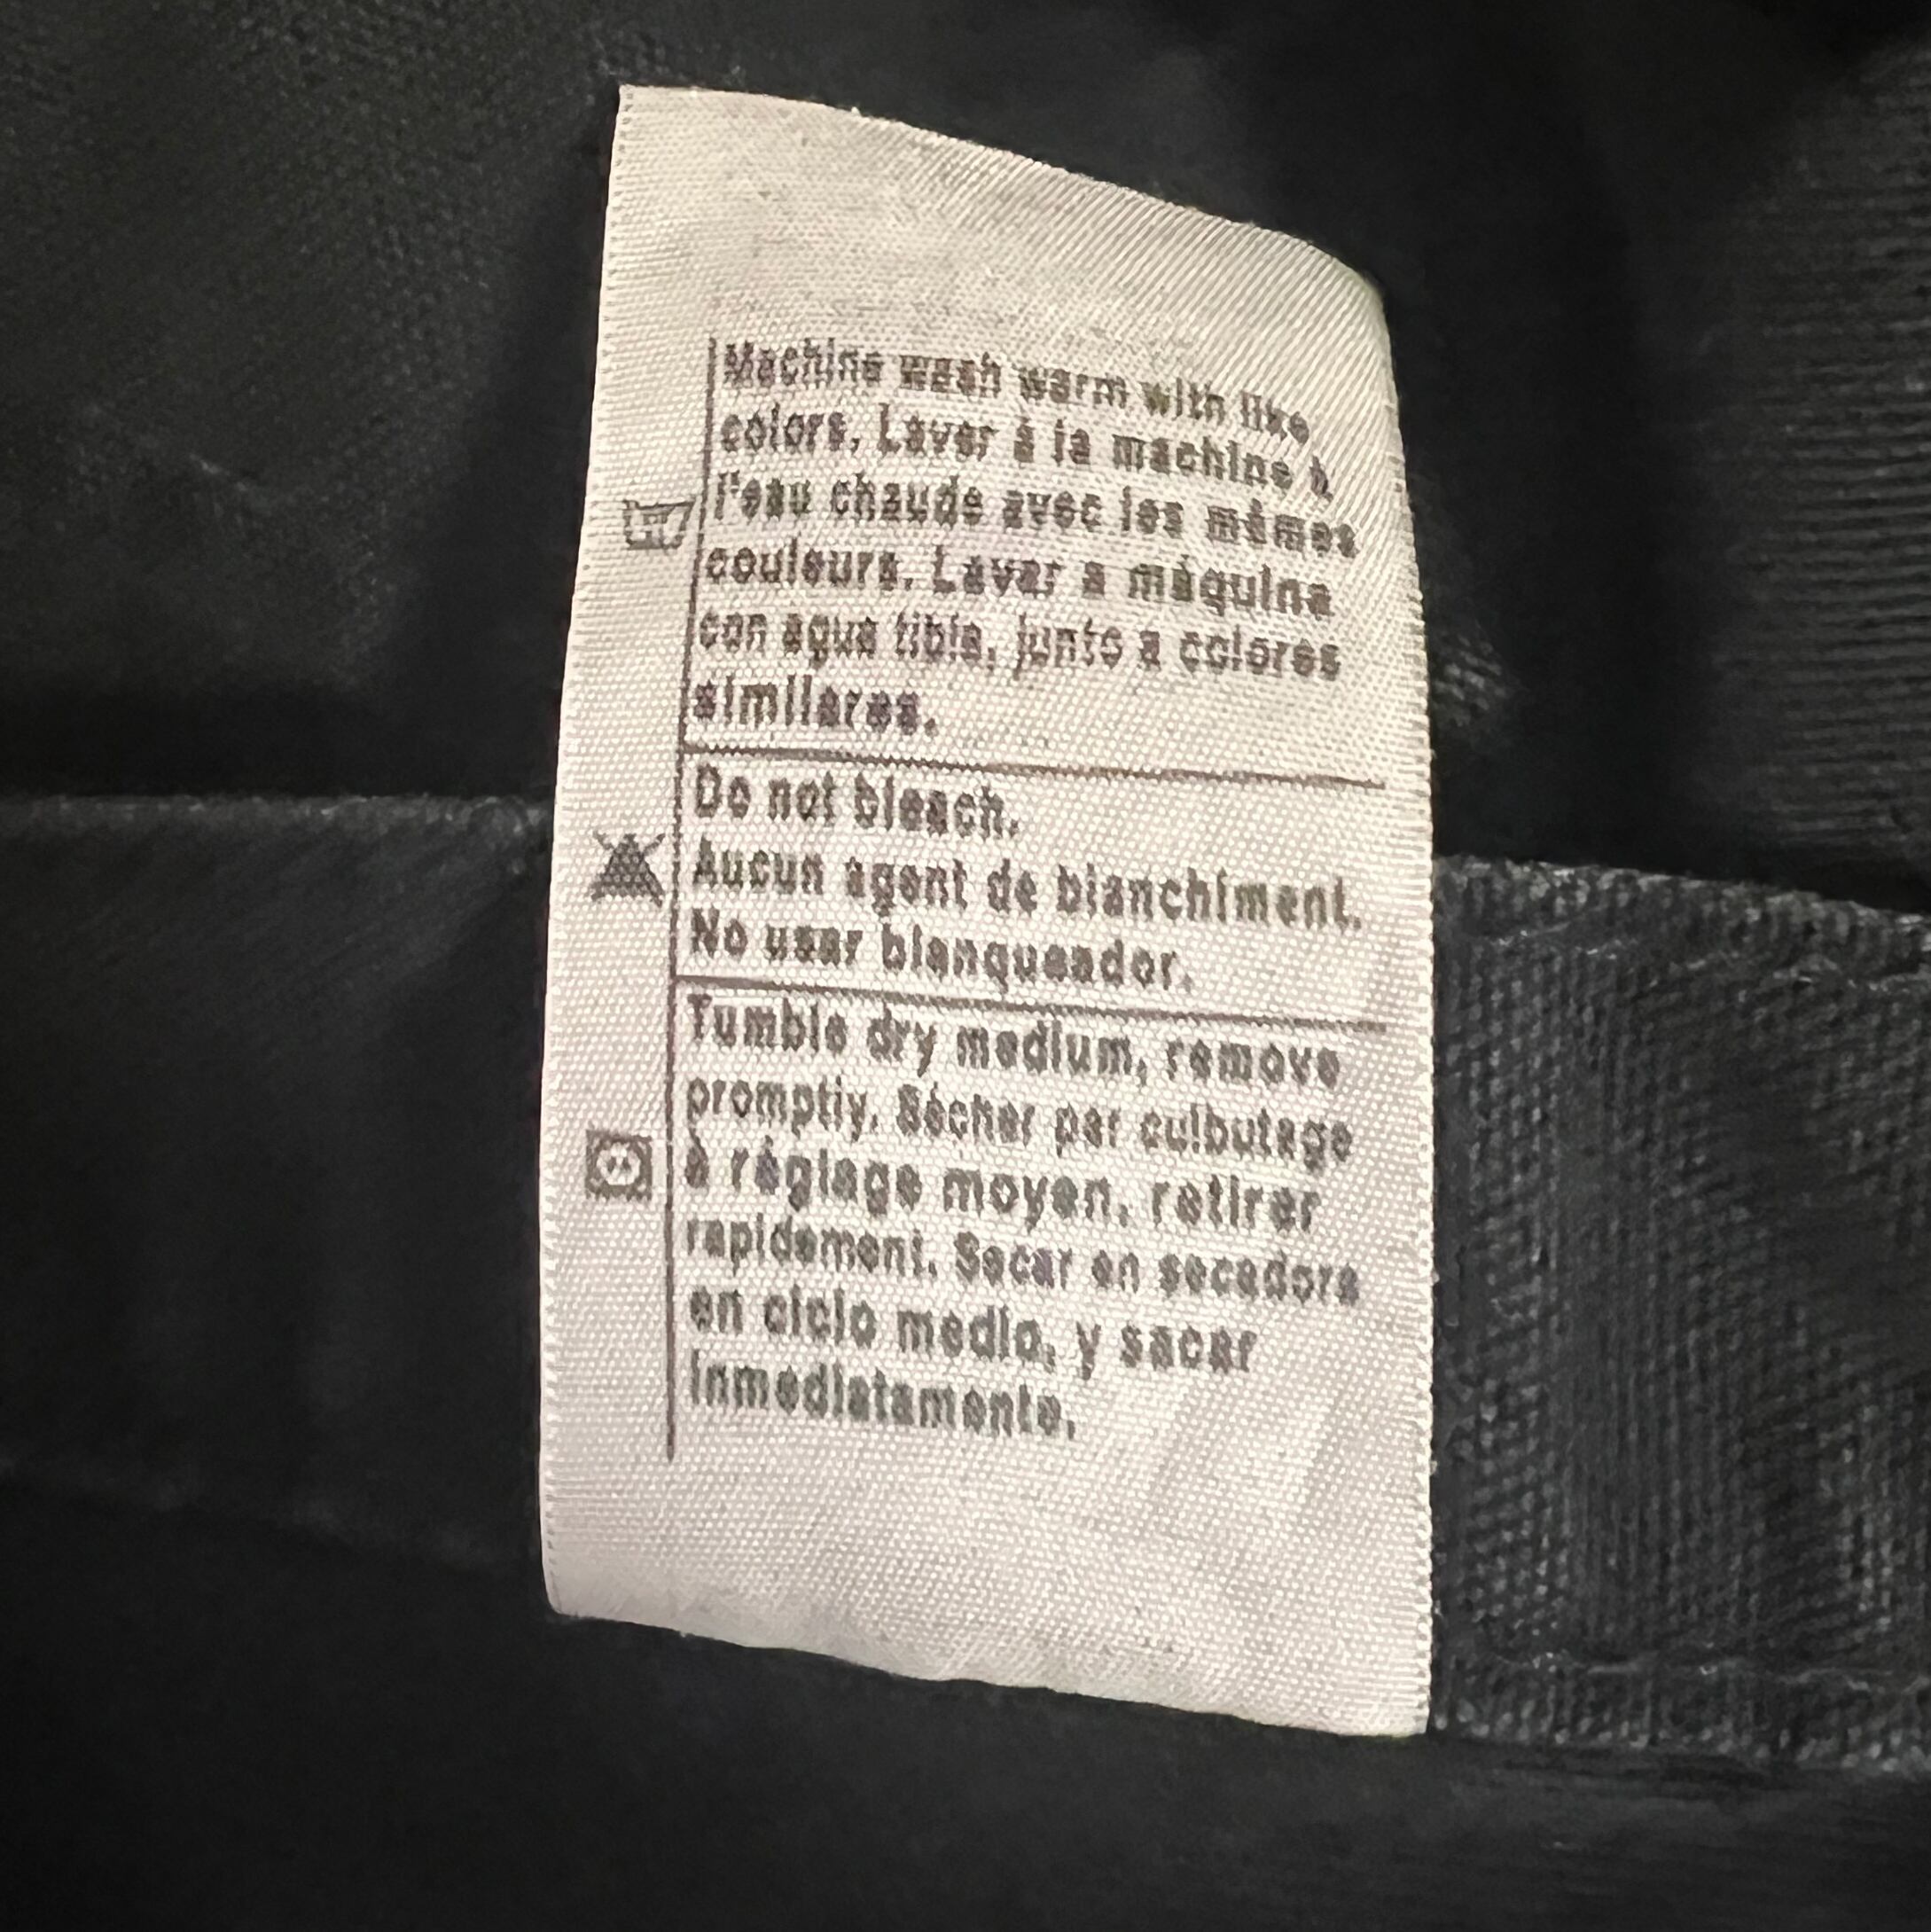 Machine wash warm with like
colors. Laver à la machine à
l'eau chaude avec les mêmes
couleurs. Lavar a máquina
con agua tibia, junto a colores
similares.
Do not bleach.
Aucun agent de blanchiment.
No usar blanqueador.
Tumble dry medium, remove
promptly. Sécher par culbutage
à réglage moyen, retirer
rapidement. Secar en secadora
en ciclo medio, y sacar
inmediatamente.